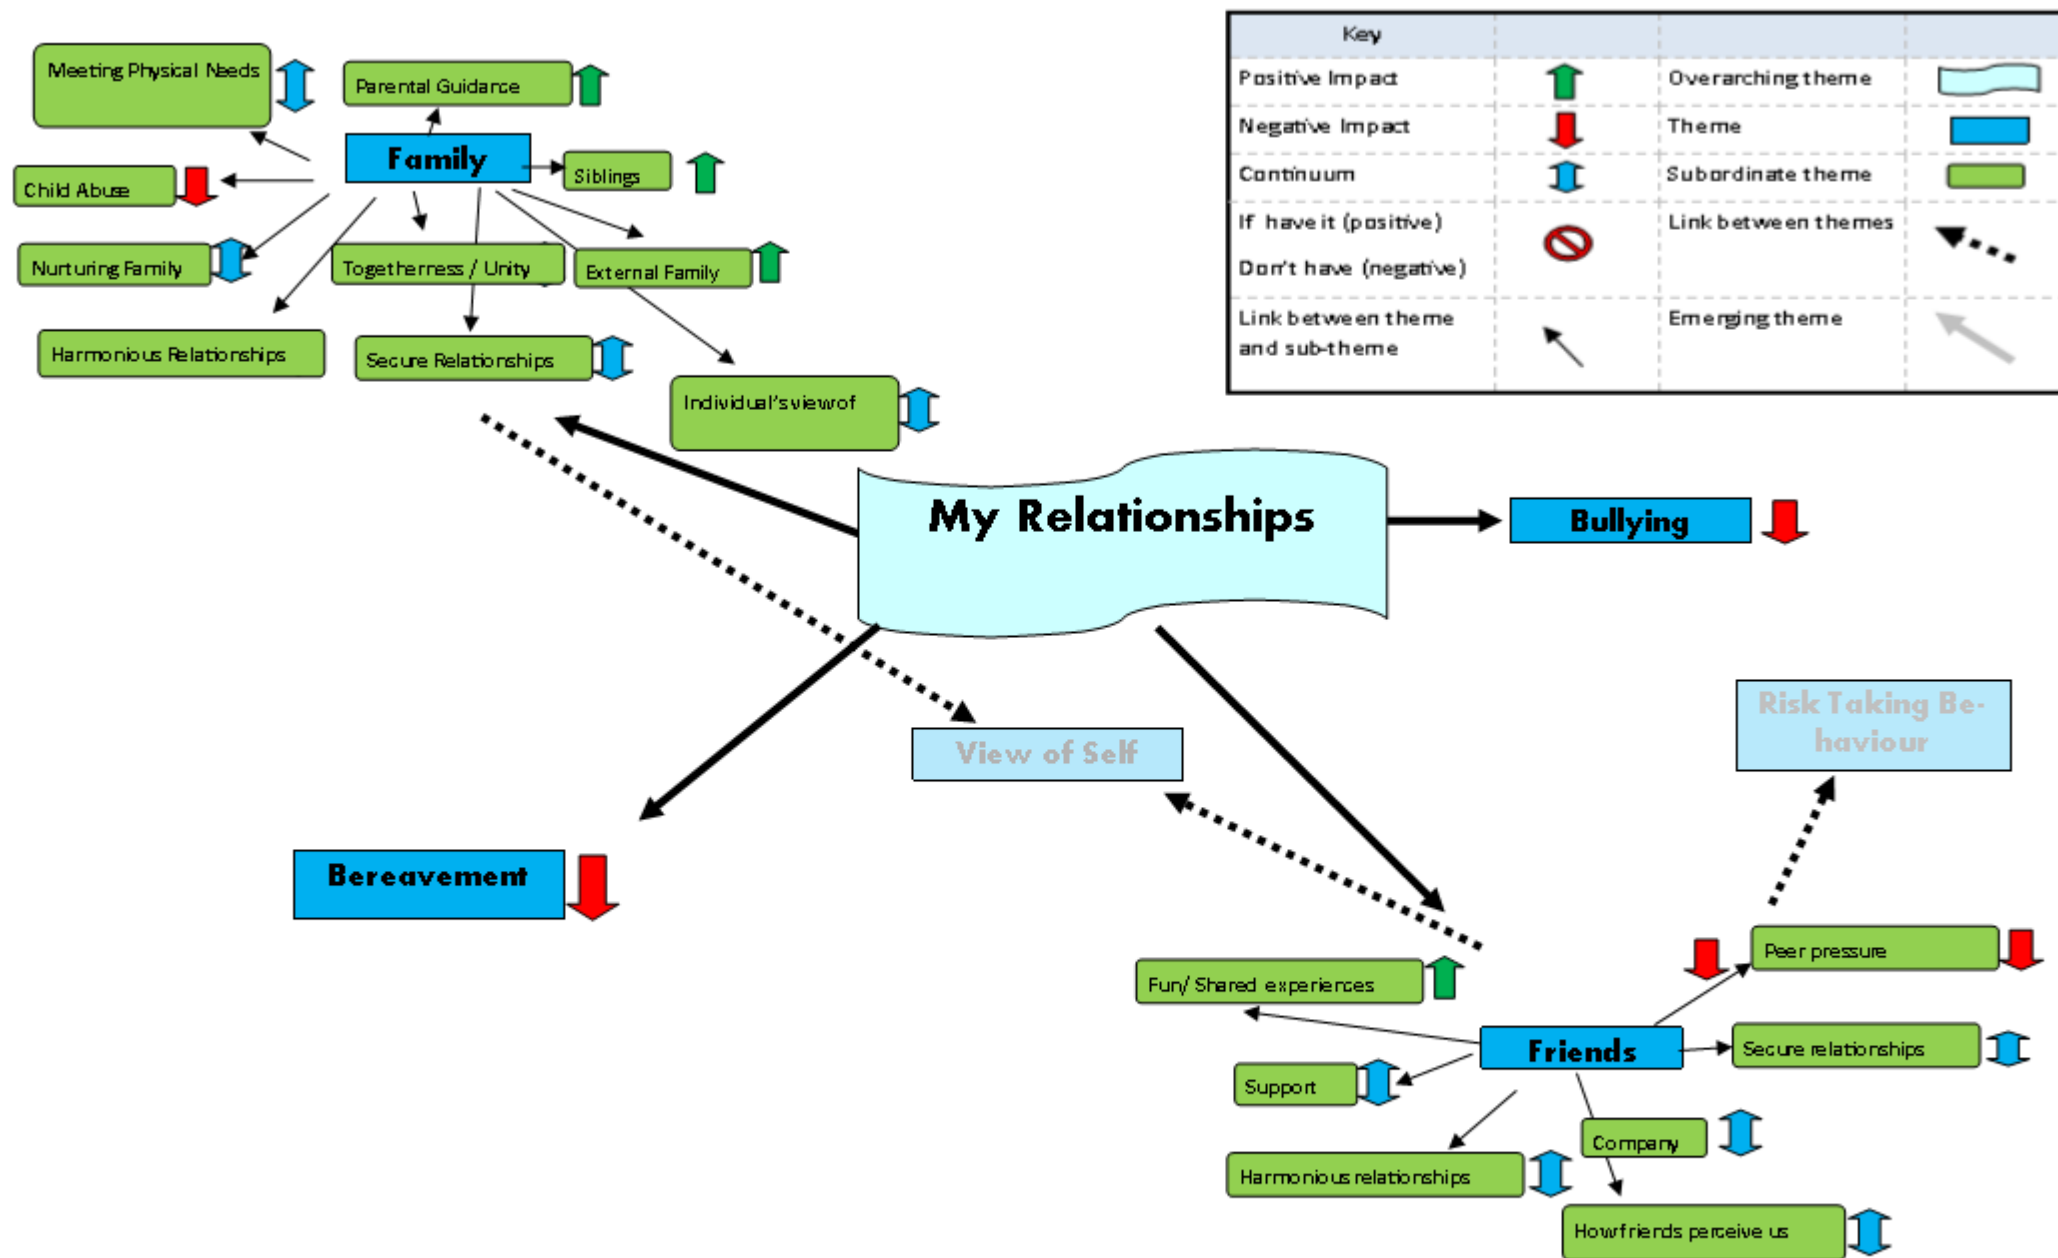 Key
Positive Impact
Overarching theme
Negative Impact
Theme
Continuum
Subordinate theme
If have it (positive)
Don't have (negative)
Link between themes
Link between theme
and sub-theme
Emerging theme
Meeting Physical Needs
Parental Guidance
Family
Siblings
Child Abuse
Nurturing Family
Togetherness / Unity
External Family
Harmonious Relationships
Secure Relationships
Individual's view of
My Relationships
Bullying
View of Self
Risk Taking Be-
haviour
Bereavement
Peer pressure
Fun/ Shared experiences
Friends
Secure relationships
Support
Company
Harmonious relationships
How friends perceive us